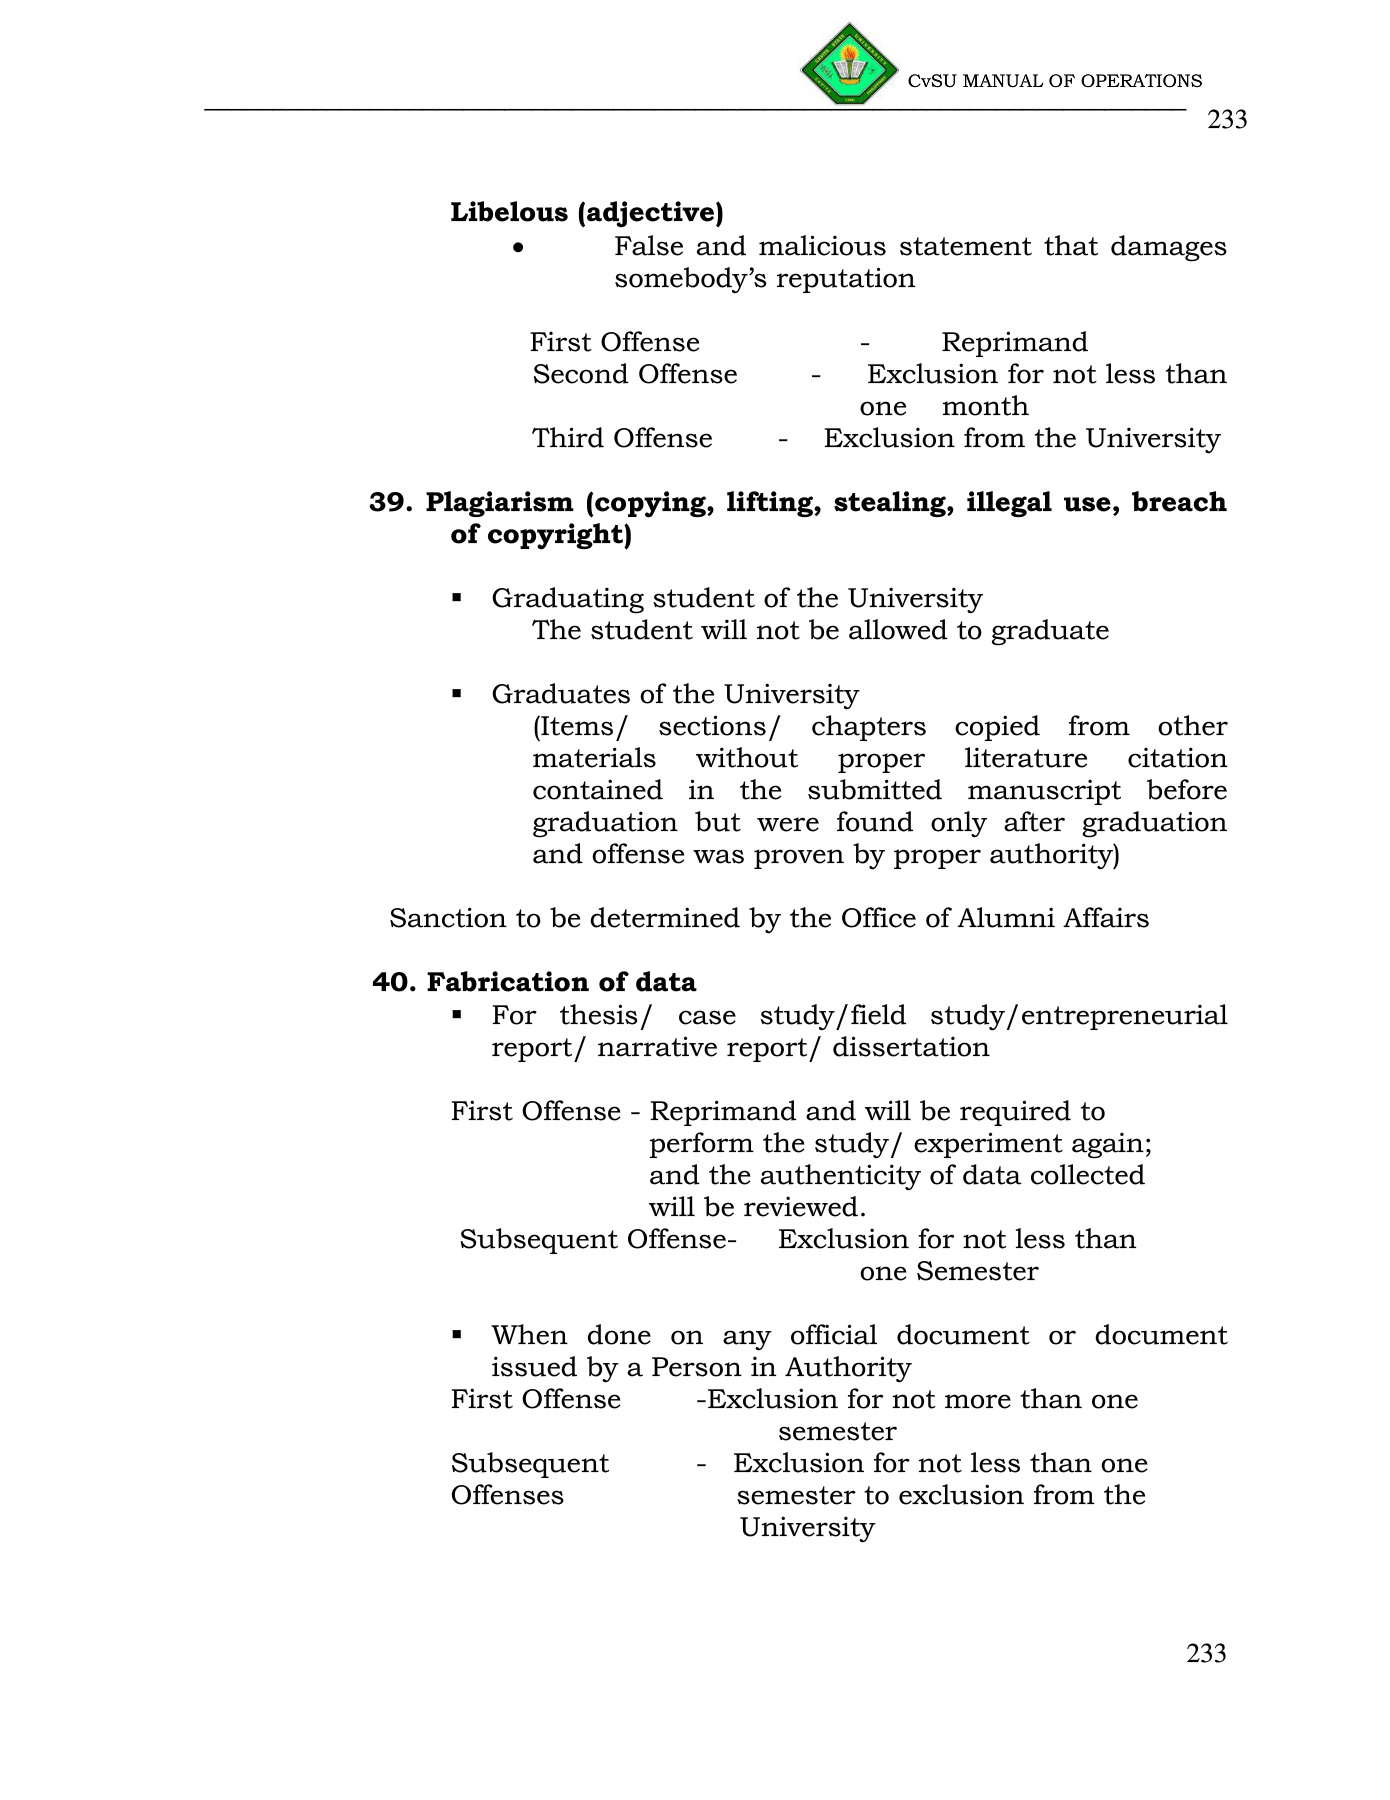 CvSU MANUAL OF OPERATIONS
233
Libelous (adjective)
• False and malicious statement that damages
somebody’s reputation
First Offense - Reprimand
Second Offense - Exclusion for not less than
one month
Third Offense - Exclusion from the University
39. Plagiarism (copying, lifting, stealing, illegal use, breach
of copyright)
▪ Graduating student of the University
The student will not be allowed to graduate
▪ Graduates of the University
(Items/ sections/ chapters copied from other
materials without proper literature citation
contained in the submitted manuscript before
graduation but were found only after graduation
and offense was proven by proper authority)
Sanction to be determined by the Office of Alumni Affairs
40. Fabrication of data
▪ For thesis/ case study/field study/entrepreneurial
report/ narrative report/ dissertation
First Offense - Reprimand and will be required to
perform the study/ experiment again;
and the authenticity of data collected
will be reviewed.
Subsequent Offense- Exclusion for not less than
one Semester
▪ When done on any official document or document
issued by a Person in Authority
First Offense -Exclusion for not more than one
semester
Subsequent - Exclusion for not less than one
Offenses semester to exclusion from the
University
233